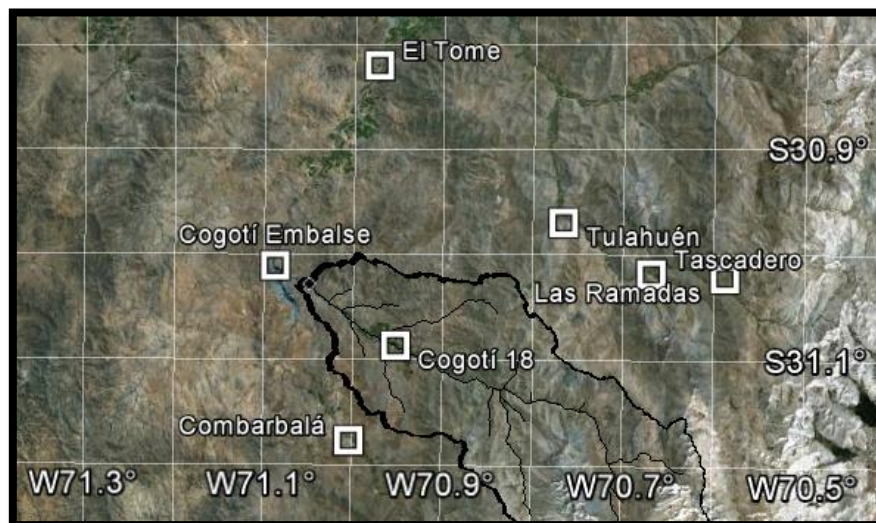 El Tome
S30.9°
Cogotí Embalse
Tulahuén
Tascadero
Las Ramadas
Cogotí 18
S31.1°
Combarbalá
W71.3°
W71.1°
W70.9°
W70.7°
W70.5°